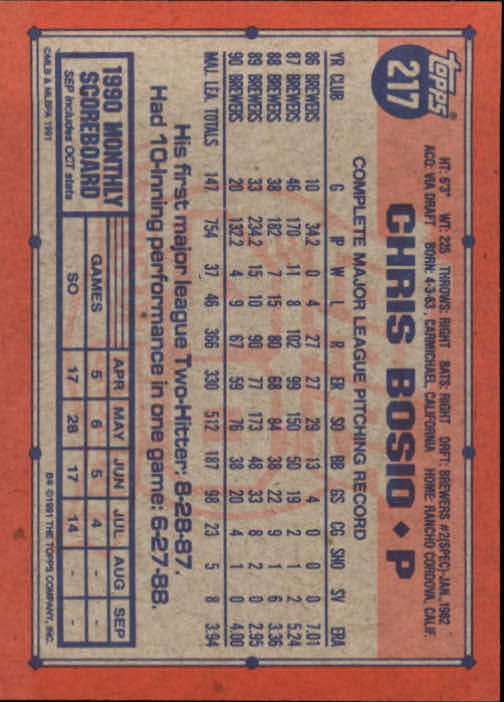 topps®
217
HT: 6'3" WT: 225 THROWS: RIGHT BATS: RIGHT DRFT: BREWERS #2(SPEC)-JAN., 1982
ACQ: VIA DRAFT BORN: 4-3-63, CARMICHAEL, CALIFORNIA HOME: RANCHO CORDOVA, CALIF.
CHRIS BOSIO ♦ P
COMPLETE MAJOR LEAGUE PITCHING RECORD
YR CLUB G IP W L R ER SO BB GS CG SHO SV ERA
86 BREWERS 10 34.2 0 4 27 27 29 13 4 0 0 0 7.01
87 BREWERS 46 170 11 8 102 99 150 50 19 2 1 2 5.24
88 BREWERS 38 182 7 15 80 68 84 38 22 9 1 6 3.36
89 BREWERS 33 234.2 15 10 90 77 173 48 33 8 2 0 2.95
90 BREWERS 20 132.2 4 9 67 59 76 38 20 4 1 0 4.00
MAJ. LEA. TOTALS 147 754 37 46 366 330 512 187 98 23 5 8 3.94
His first major league Two-Hitter: 8-28-87.
Had 10-Inning performance in one game: 6-27-88.
1990 MONTHLY
SCOREBOARD
SEP includes OCT starts
APR MAY JUN JUL AUG SEP
GAMES 5 6 5 4 - -
SO 17 28 17 14 - -
©MLB & MLBPA 1991
B# ©1991 THE TOPPS COMPANY, INC.